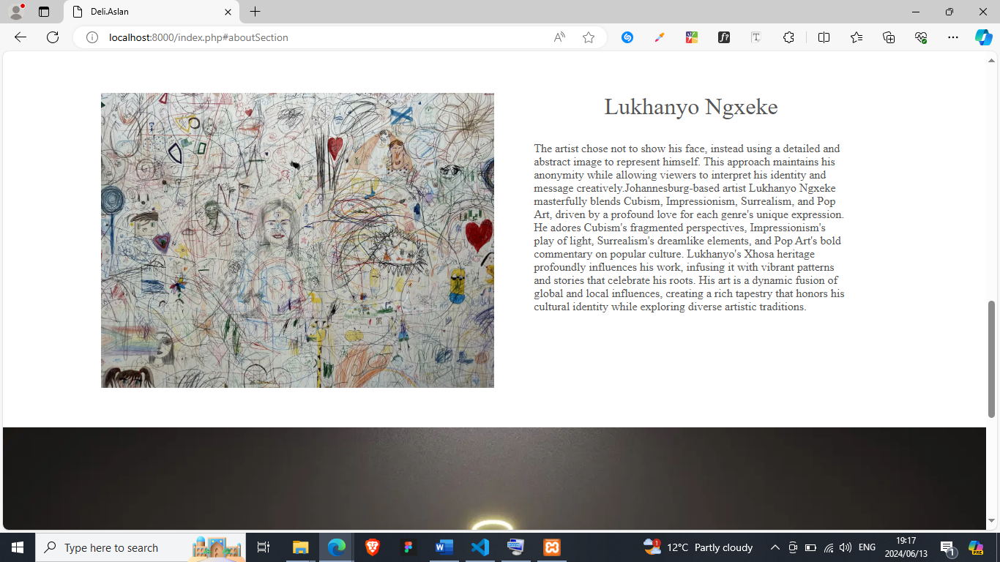 Deli.Aslan
localhost:8000/index.php#aboutSection
Lukhanyo Ngxeke
The artist chose not to show his face, instead using a detailed and
abstract image to represent himself. This approach maintains his
anonymity while allowing viewers to interpret his identity and
message creatively.Johannesburg-based artist Lukhanyo Ngxeke
masterfully blends Cubism, Impressionism, Surrealism, and Pop
Art, driven by a profound love for each genre's unique expression.
He adores Cubism's fragmented perspectives, Impressionism's
play of light, Surrealism's dreamlike elements, and Pop Art's bold
commentary on popular culture. Lukhanyo's Xhosa heritage
profoundly influences his work, infusing it with vibrant patterns
and stories that celebrate his roots. His art is a dynamic fusion of
global and local influences, creating a rich tapestry that honors his
cultural identity while exploring diverse artistic traditions.
Type here to search
1
12°C Partly cloudy
ENG
19:17
2024/06/13
1
PRE